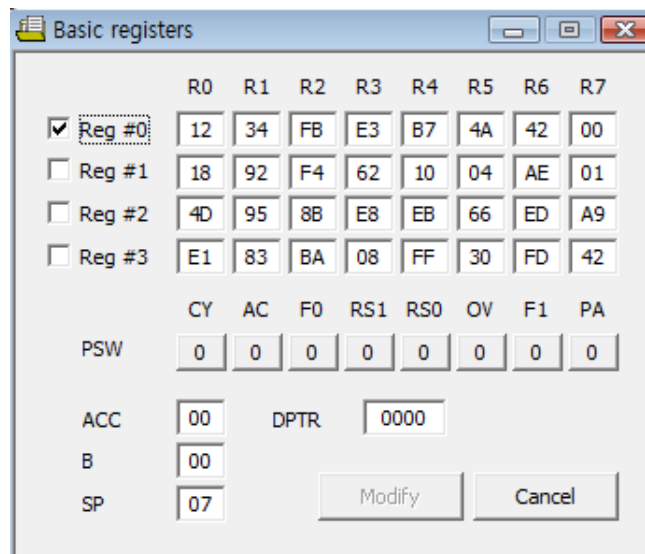 Basic registers
R0 R1 R2 R3 R4 R5 R6 R7
Reg #0 12 34 FB E3 B7 4A 42 00
Reg #1 18 92 F4 62 10 04 AE 01
Reg #2 4D 95 8B E8 EB 66 ED A9
Reg #3 E1 83 BA 08 FF 30 FD 42
CY AC F0 RS1 RS0 OV F1 PA
PSW 0 0 0 0 0 0 0 0
ACC 00 DPTR 0000
B 00
SP 07 Modify Cancel